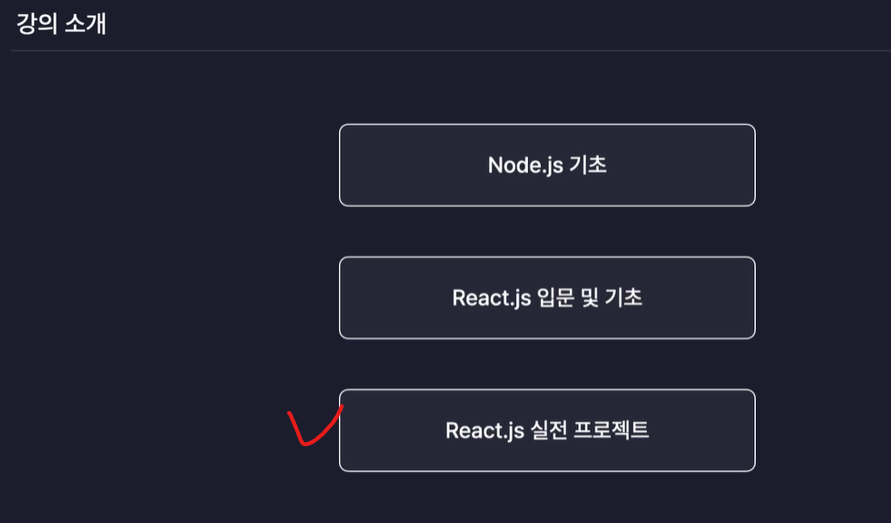 강의 소개
Node.js 기초
React.js 입문 및 기초
React.js 실전 프로젝트